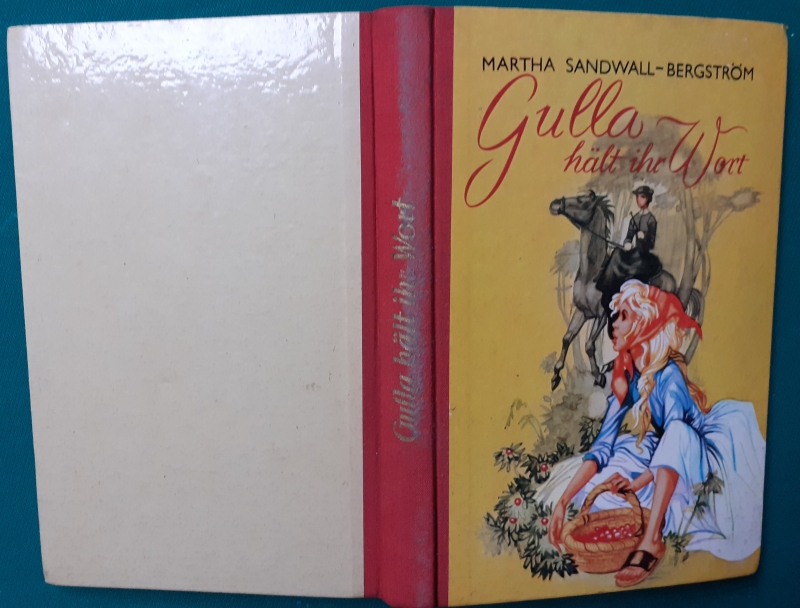 MARTHA SANDWALL-BERGSTRÖM
Gulla
hält ihr Wort
Gulla hält ihr Wort